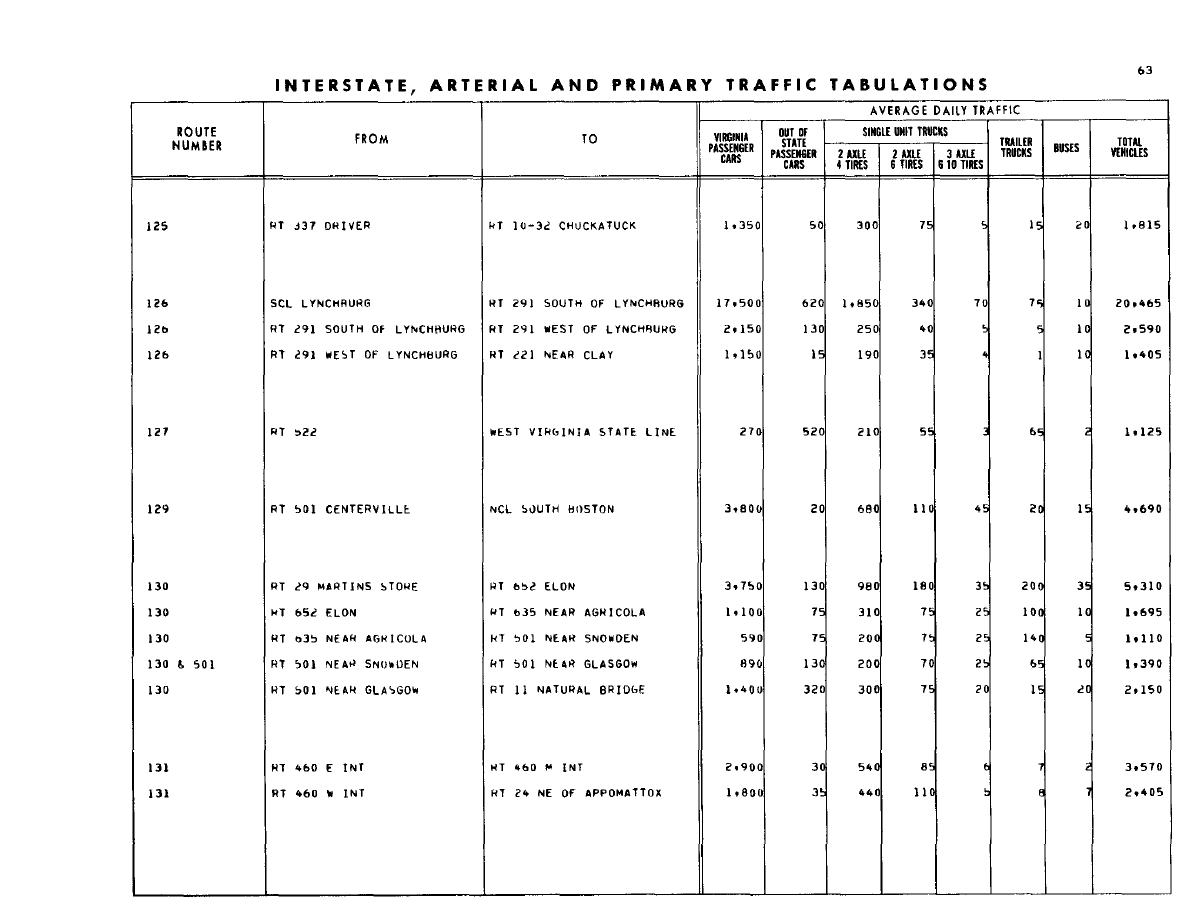 63
INTERSTATE, ARTERIAL AND PRIMARY TRAFFIC TABULATIONS
AVERAGE DAILY TRAFFIC
ROUTE NUMBER FROM TO VIRGINIA PASSENGER CARS OUT OF STATE PASSENGER CARS SINGLE UNIT TRUCKS 2 AXLE 4 TIRES 2 AXLE 6 TIRES 3 AXLE 6 10 TIRES TRAILER TRUCKS BUSES TOTAL VEHICLES
125 RT 337 DRIVER RT 10-32 CHUCKATUCK 1,350 50 300 75 5 15 20 1,815
126 SCL LYNCHBURG RT 291 SOUTH OF LYNCHBURG 17,500 620 1,850 340 70 75 10 20,465
126 RT 291 SOUTH OF LYNCHBURG RT 291 WEST OF LYNCHBURG 2,150 130 250 40 5 5 10 2,590
126 RT 291 WEST OF LYNCHBURG RT 221 NEAR CLAY 1,150 15 190 35 4 1 10 1,405
127 RT 522 WEST VIRGINIA STATE LINE 270 520 210 55 3 65 2 1,125
129 RT 501 CENTERVILLE NCL SOUTH BOSTON 3,800 20 680 110 45 20 15 4,690
130 RT 29 MARTINS STORE RT 652 ELON 3,750 130 980 180 35 200 35 5,310
130 RT 652 ELON RT 635 NEAR AGRICOLA 1,100 75 310 75 25 100 10 1,695
130 RT 635 NEAR AGRICOLA RT 501 NEAR SNOWDEN 590 75 200 75 25 140 5 1,110
130 & 501 RT 501 NEAR SNOWDEN RT 501 NEAR GLASGOW 890 130 200 70 25 65 10 1,390
130 RT 501 NEAR GLASGOW RT 11 NATURAL BRIDGE 1,400 320 300 75 20 15 20 2,150
131 RT 460 E INT RT 460 W INT 2,900 30 540 85 6 7 2 3,570
131 RT 460 W INT RT 24 NE OF APPOMATTOX 1,800 35 440 110 5 8 7 2,405